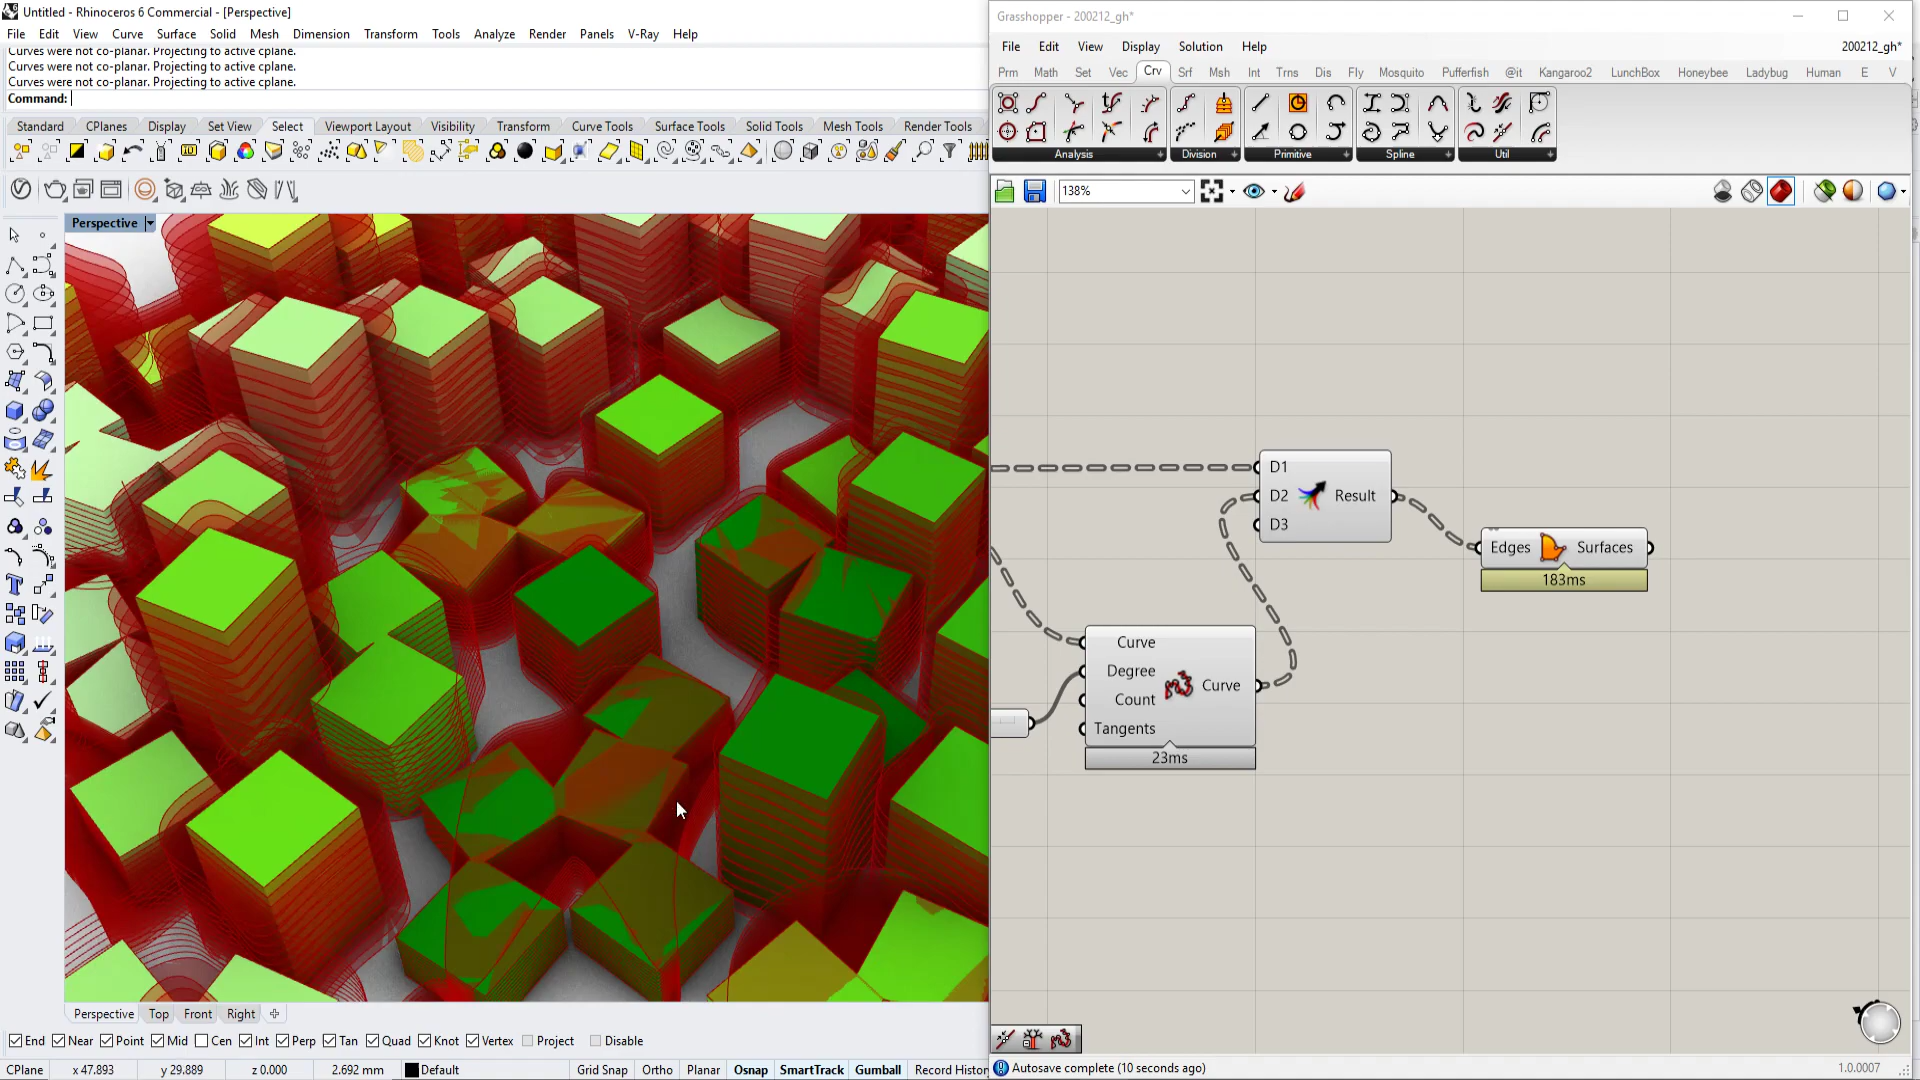 Untitled - Rhinoceros 6 Commercial - [Perspective]
File Edit View Curve Surface Solid Mesh Dimension Transform Tools Analyze Render Panels V-Ray Help
Curves were not co-planar. Projecting to active cplane.
Curves were not co-planar. Projecting to active cplane.
Curves were not co-planar. Projecting to active cplane.
Command:
Standard CPlanes Display Set View Select Viewport Layout Visibility Transform Curve Tools Surface Tools Solid Tools Mesh Tools Render Tools
Perspective
Perspective Top Front Right
End Near Point Mid Cen Int Perp Tan Quad Knot Vertex Project Disable
CPlane x 47.893 y 29.889 z 0.000 2.692 mm Default Grid Snap Ortho Planar Osnap SmartTrack Gumball Record Histor
Grasshopper - 200212_gh*
File Edit View Display Solution Help 200212_gh*
Prm Math Set Vec Crv Srf Msh Int Trns Dis Fly Mosquito Pufferfish @it Kangaroo2 LunchBox Honeybee Ladybug Human E V
Analysis Division Primitive Spline Util
138%
D1
D2 Result
D3
Edges Surfaces
183ms
Curve
Degree
Curve
Count
Tangents
23ms
Autosave complete (10 seconds ago) 1.0.0007